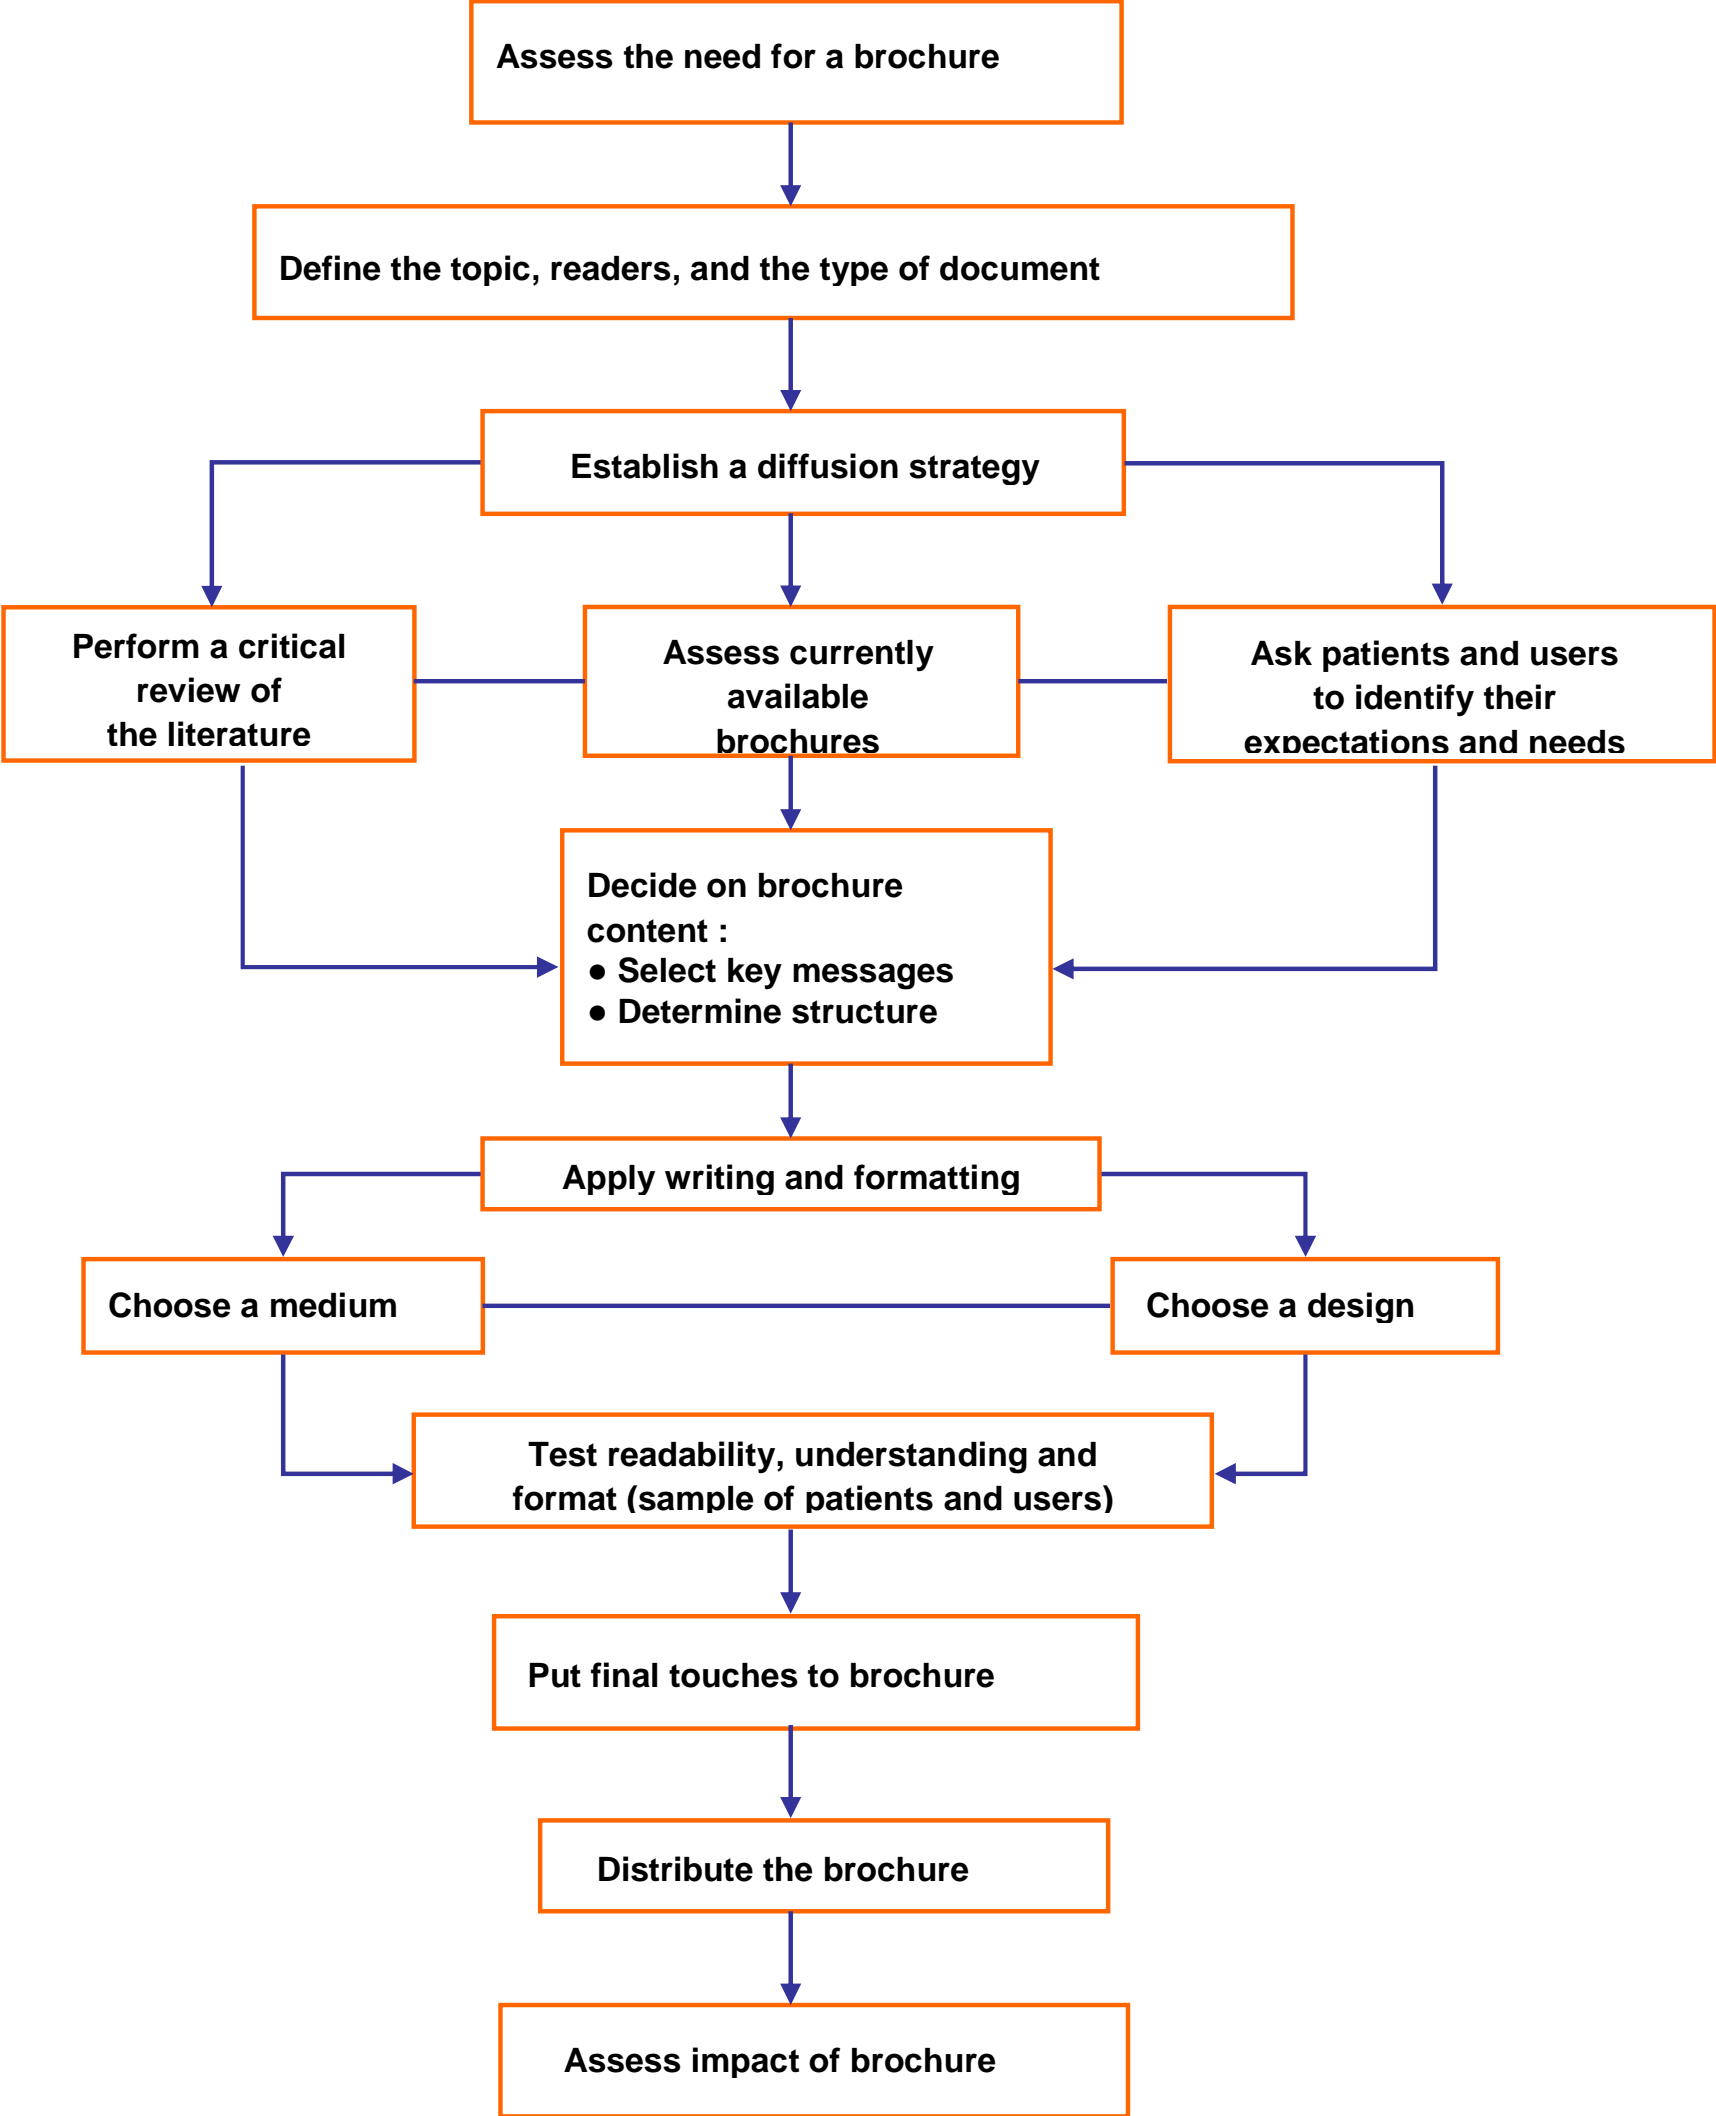 Assess the need for a brochure
Define the topic, readers, and the type of document
Establish a diffusion strategy
Perform a critical
review of
the literature
Assess currently
available
brochures
Ask patients and users
to identify their
expectations and needs
Decide on brochure
content :
● Select key messages
● Determine structure
Apply writing and formatting
Choose a medium
Choose a design
Test readability, understanding and
format (sample of patients and users)
Put final touches to brochure
Distribute the brochure
Assess impact of brochure